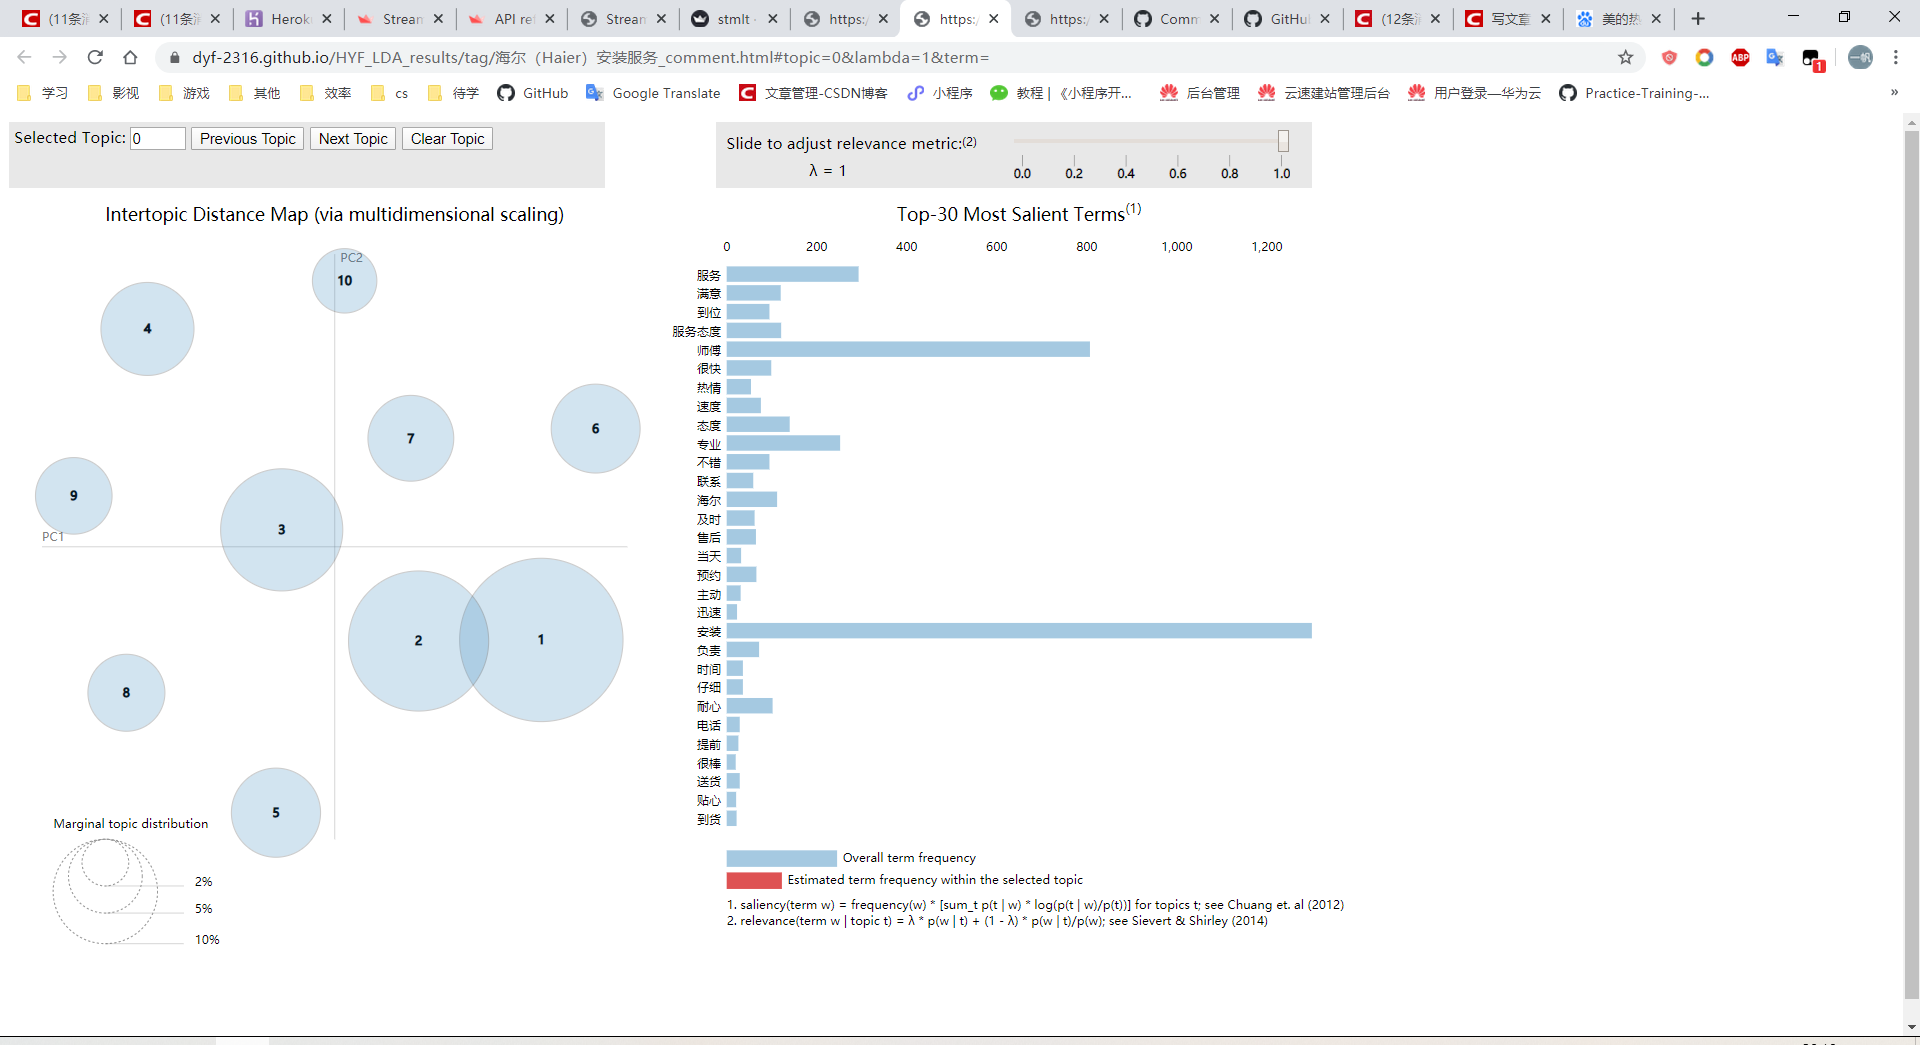 (11条消
(11条消
Heroku
Stream
API re
Stream
stmlt
https:/
https:/
https:/
Comm
GitHub
(12条消
写文章
美的热
dyf-2316.github.io/HYF_LDA_results/tag/海尔（Haier）安装服务_comment.html#topic=0&lambda=1&term=
ABP
1
一帆
学习
影视
游戏
其他
效率
cs
待学
GitHub
Google Translate
文章管理-CSDN博客
小程序
教程 | 《小程序开...
后台管理
云速建站管理后台
用户登录—华为云
Practice-Training-...
»
Selected Topic: 0 Previous Topic Next Topic Clear Topic
Slide to adjust relevance metric:(2)
λ = 1
0.0 0.2 0.4 0.6 0.8 1.0
Intertopic Distance Map (via multidimensional scaling)
PC2
10
4
7
6
9
3
PC1
2
1
8
5
Marginal topic distribution
2%
5%
10%
Top-30 Most Salient Terms(1)
0 200 400 600 800 1,000 1,200
服务
满意
到位
服务态度
师傅
很快
热情
速度
态度
专业
不错
联系
海尔
及时
售后
当天
预约
主动
迅速
安装
负责
时间
仔细
耐心
电话
提前
很棒
送货
贴心
到货
Overall term frequency
Estimated term frequency within the selected topic
1. saliency(term w) = frequency(w) * [sum_t p(t | w) * log(p(t | w)/p(t))] for topics t; see Chuang et. al (2012)
2. relevance(term w | topic t) = λ * p(w | t) + (1 - λ) * p(w | t)/p(w); see Sievert & Shirley (2014)